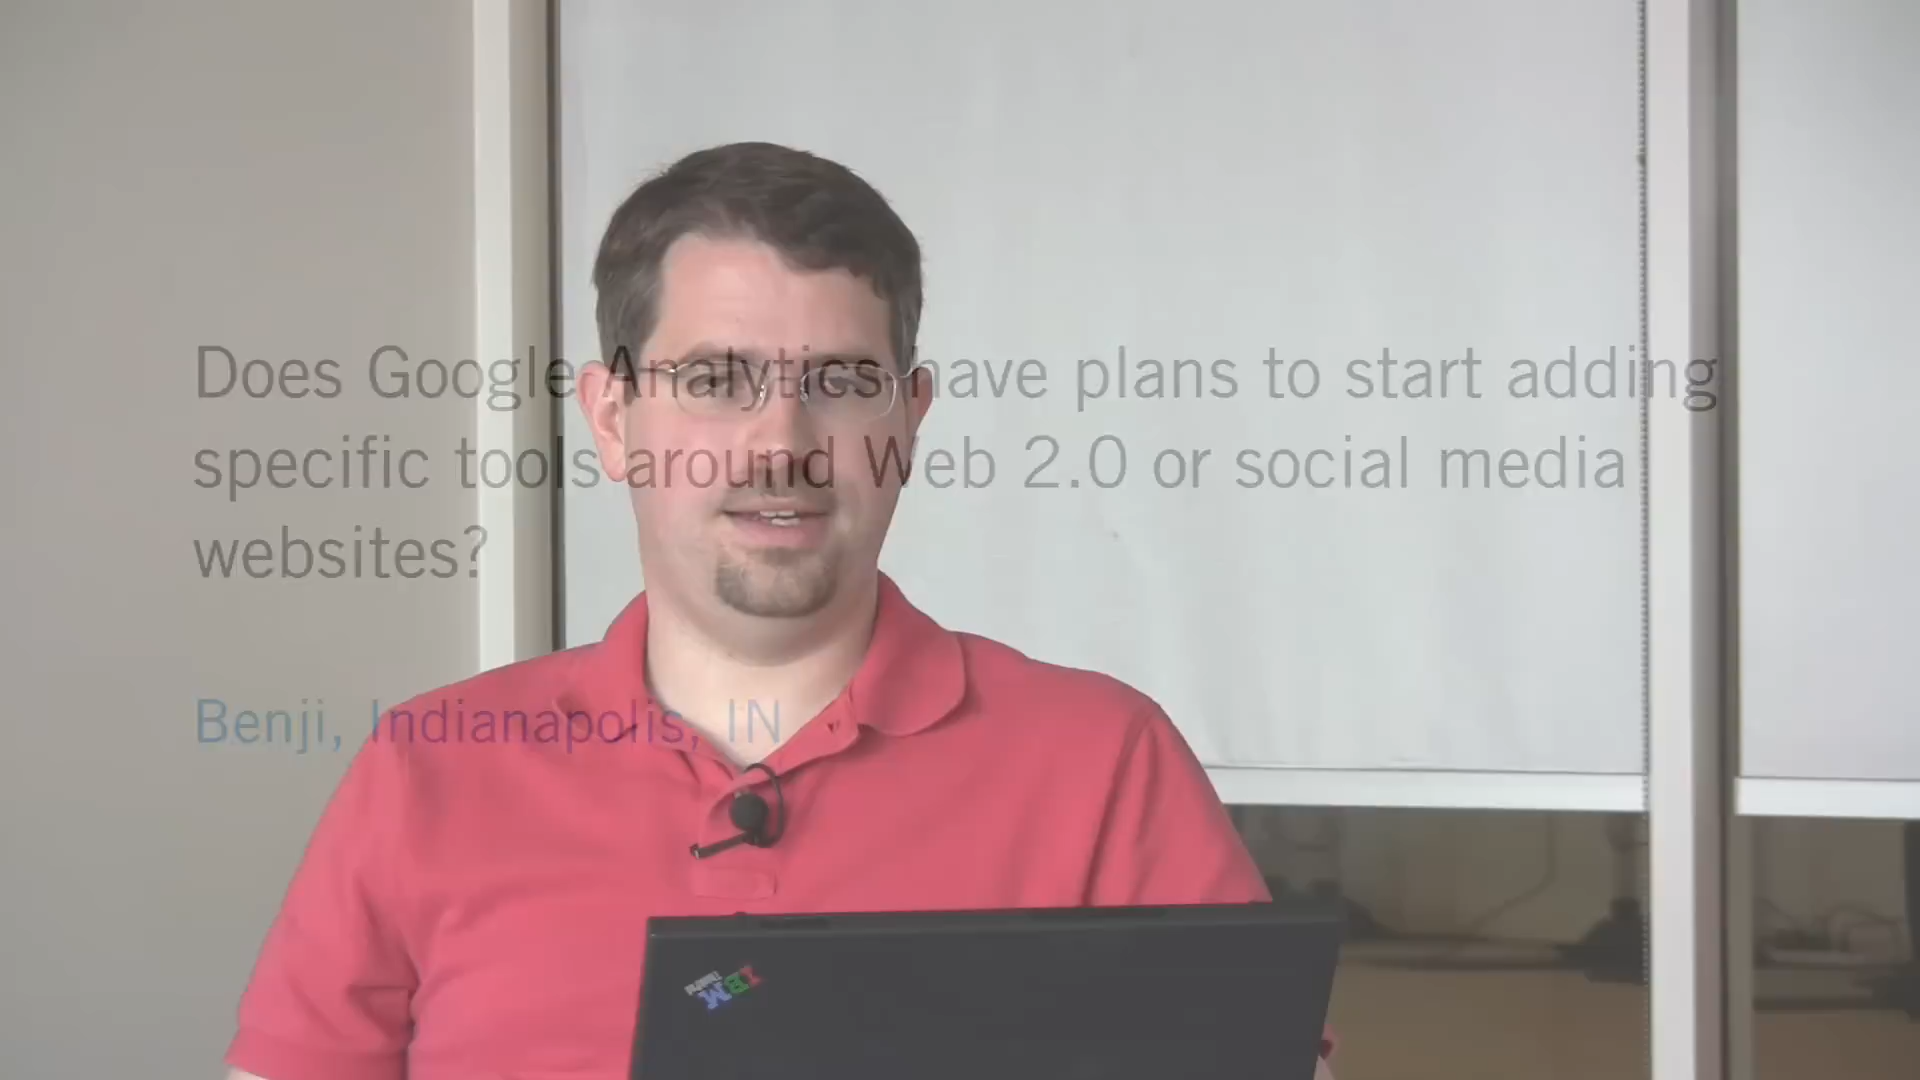 Does Google Analytics have plans to start adding
specific tools around Web 2.0 or social media
websites?
Benji, Indianapolis, IN
IBM
ThinkPad